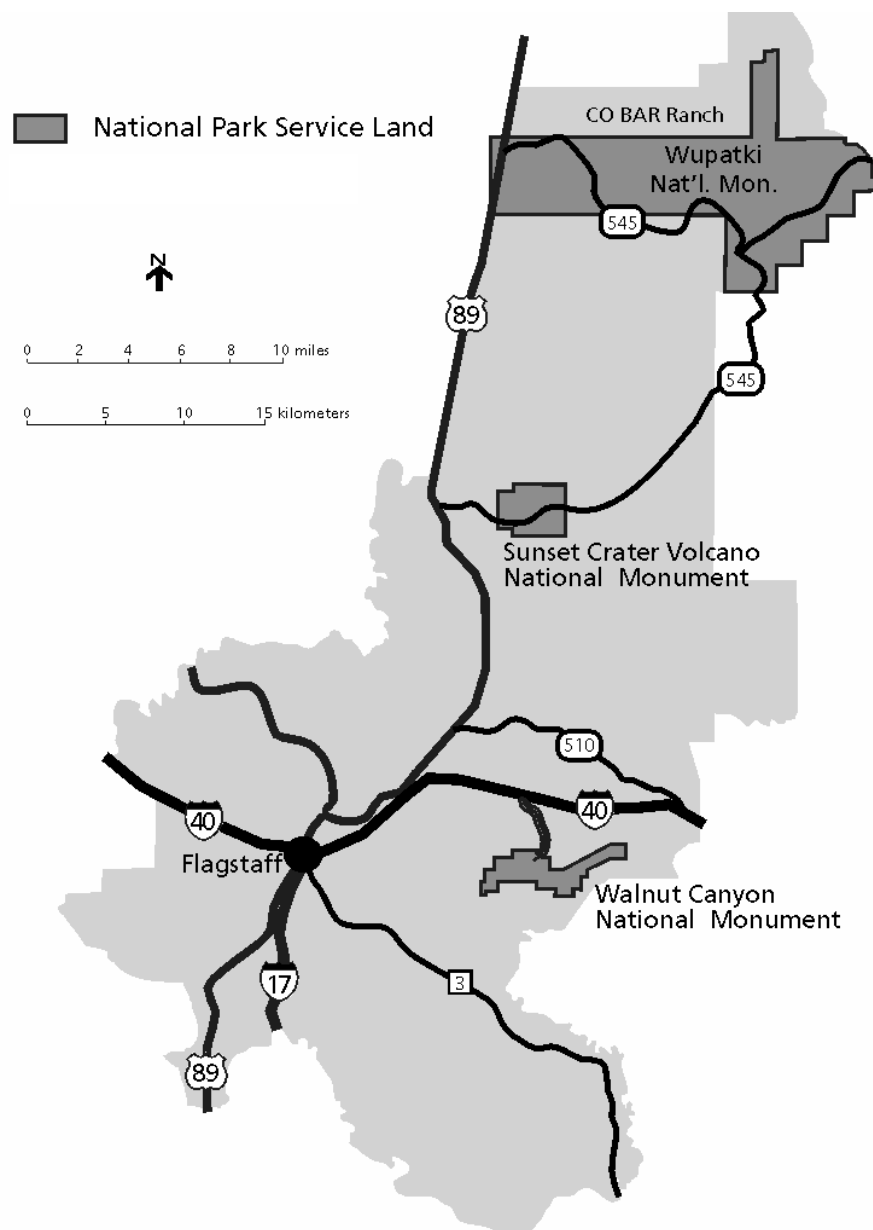 National Park Service Land
CO BAR Ranch
Wupatki
Nat'l. Mon.
545
N
89
0 2 4 6 8 10 miles
545
0 5 10 15 kilometers
Sunset Crater Volcano
National Monument
510
40
40
Flagstaff
Walnut Canyon
National Monument
17
3
89